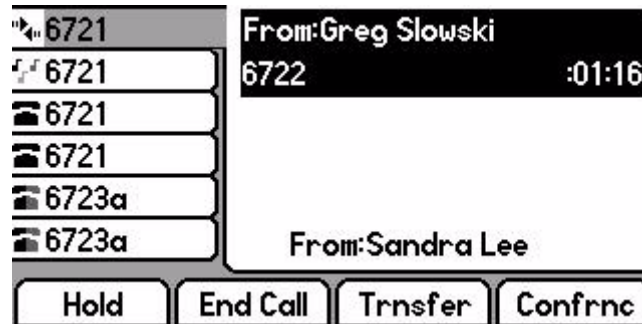 6721
6721
6721
6721
6723a
6723a
From:Greg Slowski
6722 :01:16
From:Sandra Lee
Hold End Call Trnsfer Confrnc